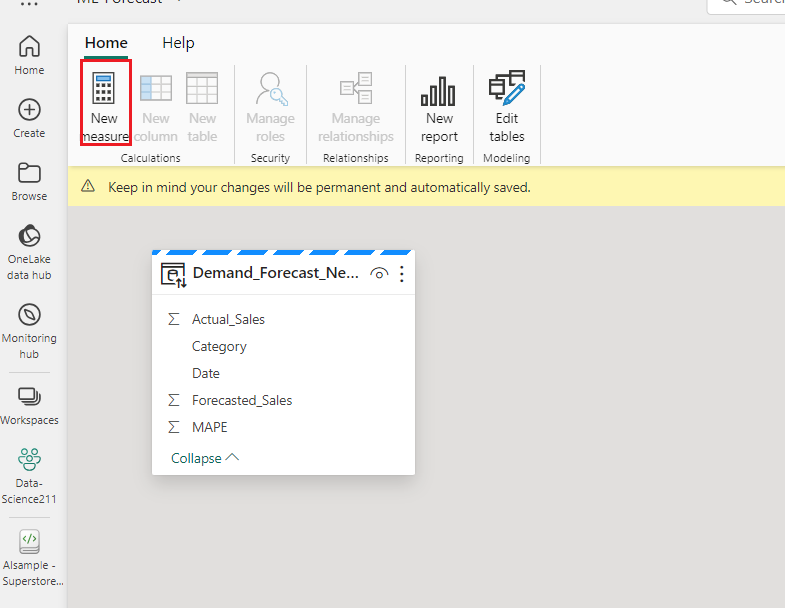 ML Forecast
Search
Home
Create
Browse
OneLake
data hub
Monitoring
hub
Workspaces
Data-
Science211
AIsample -
Superstore...
Home Help
New
measure
New
column
New
table
Calculations
Manage
roles
Security
Manage
relationships
Relationships
New
report
Reporting
Edit
tables
Modeling
Keep in mind your changes will be permanent and automatically saved.
Demand_Forecast_Ne...
Σ Actual_Sales
Category
Date
Σ Forecasted_Sales
Σ MAPE
Collapse